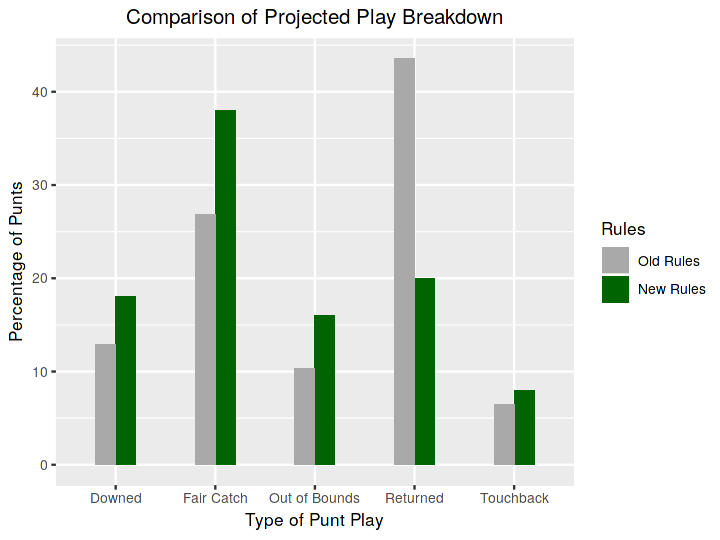 Comparison of Projected Play Breakdown
Percentage of Punts
40
30
20
10
0
Downed
Fair Catch
Out of Bounds
Returned
Touchback
Type of Punt Play
Rules
Old Rules
New Rules